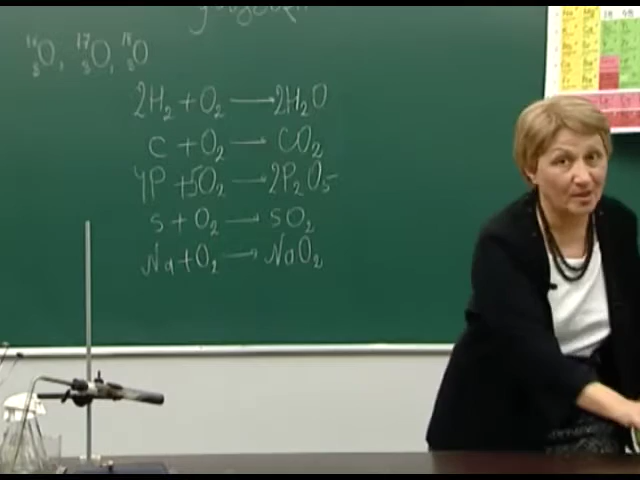 ¹⁶₈O, ¹⁷₈O, ¹⁸₈O
2H₂ + O₂ → 2H₂O
C + O₂ → CO₂
4P + 5O₂ → 2P₂O₅
S + O₂ → SO₂
Na + O₂ → NaO₂